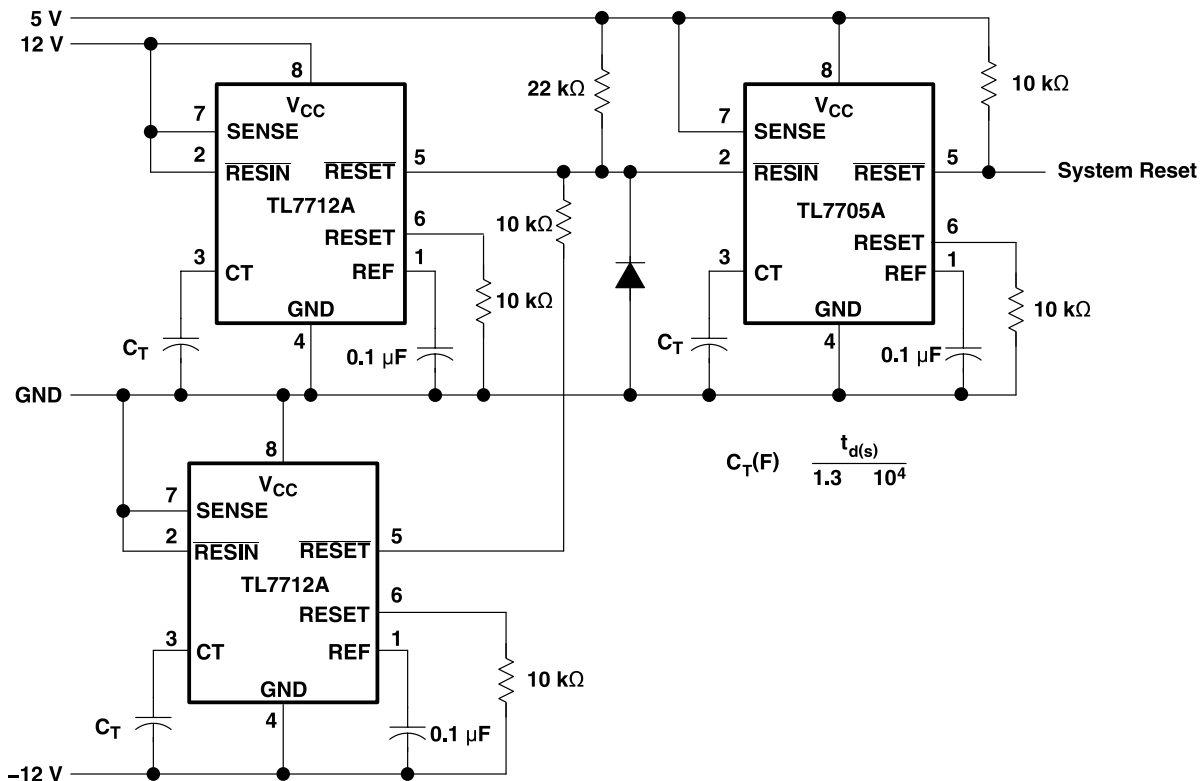 5 V
12 V
8
VCC
7
SENSE
2
RESIN
RESET
5
TL7712A
6
RESET
3
CT
REF
1
GND
4
CT
0.1 µF
10 kΩ
22 kΩ
10 kΩ
8
VCC
7
SENSE
2
RESIN
RESET
5
System Reset
10 kΩ
TL7705A
6
RESET
3
CT
REF
1
GND
4
CT
0.1 µF
10 kΩ
GND
8
VCC
7
SENSE
2
RESIN
RESET
5
TL7712A
6
RESET
3
CT
REF
1
GND
4
CT
0.1 µF
10 kΩ
–12 V
CT(F) td(s)
1.3 10⁴